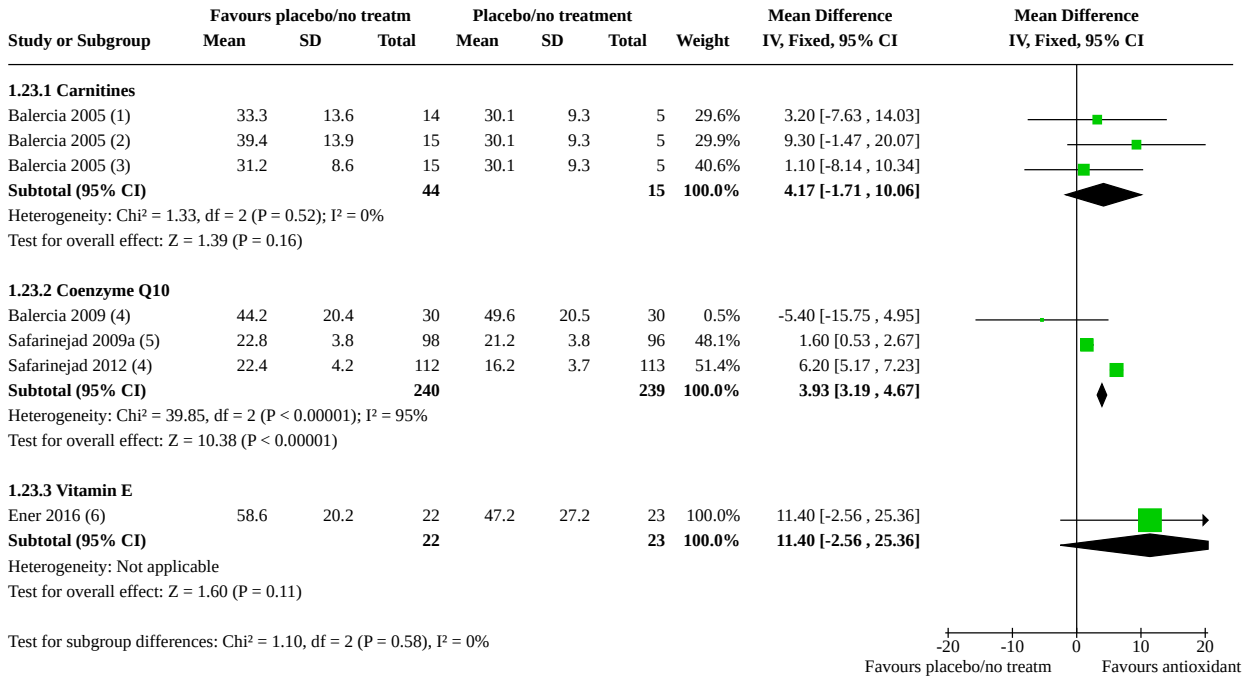 Favours placebo/no treatm Placebo/no treatment Mean Difference Mean Difference
Study or Subgroup Mean SD Total Mean SD Total Weight IV, Fixed, 95% CI IV, Fixed, 95% CI
1.23.1 Carnitines
Balercia 2005 (1) 33.3 13.6 14 30.1 9.3 5 29.6% 3.20 [-7.63 , 14.03]
Balercia 2005 (2) 39.4 13.9 15 30.1 9.3 5 29.9% 9.30 [-1.47 , 20.07]
Balercia 2005 (3) 31.2 8.6 15 30.1 9.3 5 40.6% 1.10 [-8.14 , 10.34]
Subtotal (95% CI) 44 15 100.0% 4.17 [-1.71 , 10.06]
Heterogeneity: Chi² = 1.33, df = 2 (P = 0.52); I² = 0%
Test for overall effect: Z = 1.39 (P = 0.16)
1.23.2 Coenzyme Q10
Balercia 2009 (4) 44.2 20.4 30 49.6 20.5 30 0.5% -5.40 [-15.75 , 4.95]
Safarinejad 2009a (5) 22.8 3.8 98 21.2 3.8 96 48.1% 1.60 [0.53 , 2.67]
Safarinejad 2012 (4) 22.4 4.2 112 16.2 3.7 113 51.4% 6.20 [5.17 , 7.23]
Subtotal (95% CI) 240 239 100.0% 3.93 [3.19 , 4.67]
Heterogeneity: Chi² = 39.85, df = 2 (P < 0.00001); I² = 95%
Test for overall effect: Z = 10.38 (P < 0.00001)
1.23.3 Vitamin E
Ener 2016 (6) 58.6 20.2 22 47.2 27.2 23 100.0% 11.40 [-2.56 , 25.36]
Subtotal (95% CI) 22 23 100.0% 11.40 [-2.56 , 25.36]
Heterogeneity: Not applicable
Test for overall effect: Z = 1.60 (P = 0.11)
Test for subgroup differences: Chi² = 1.10, df = 2 (P = 0.58), I² = 0%
-20 -10 0 10 20
Favours placebo/no treatm Favours antioxidant